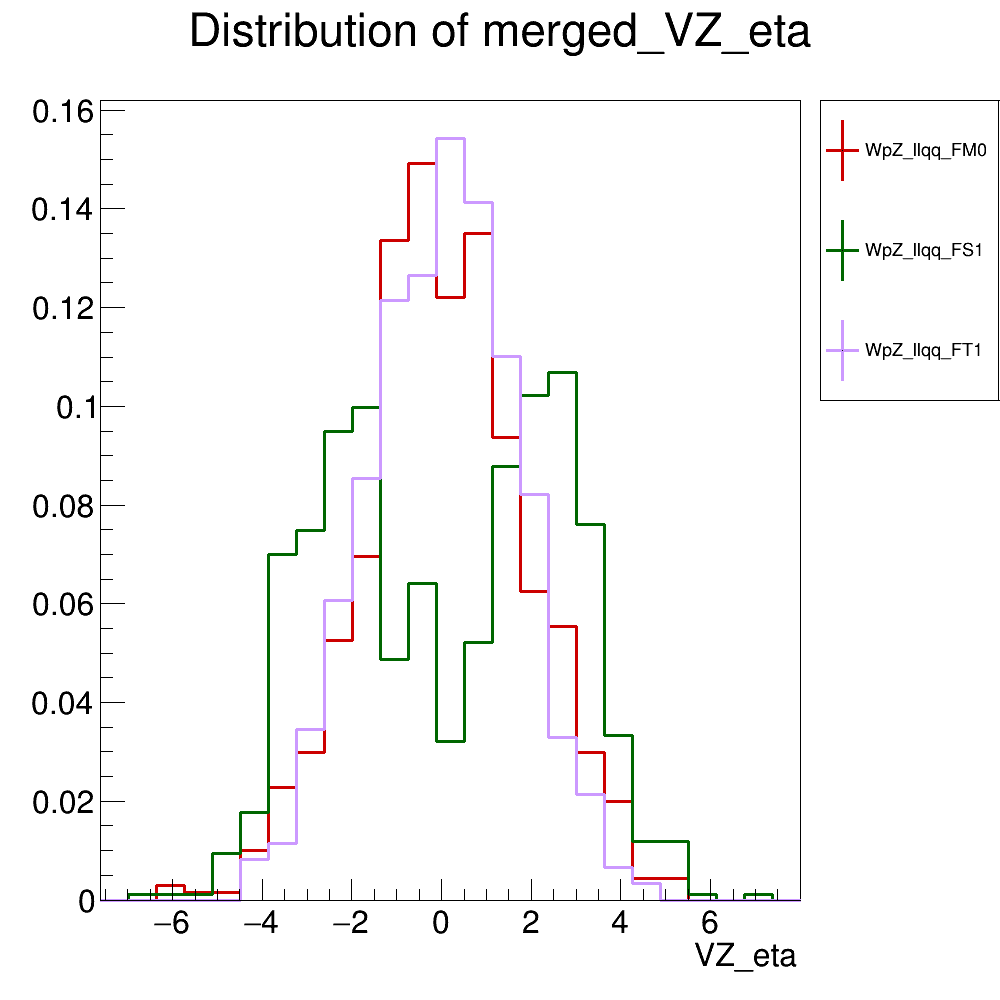 Distribution of merged_VZ_eta
0.16
0.14
0.12
0.1
0.08
0.06
0.04
0.02
0
−6 −4 −2 0 2 4 6
VZ_eta
WpZ_llqq_FM0
WpZ_llqq_FS1
WpZ_llqq_FT1